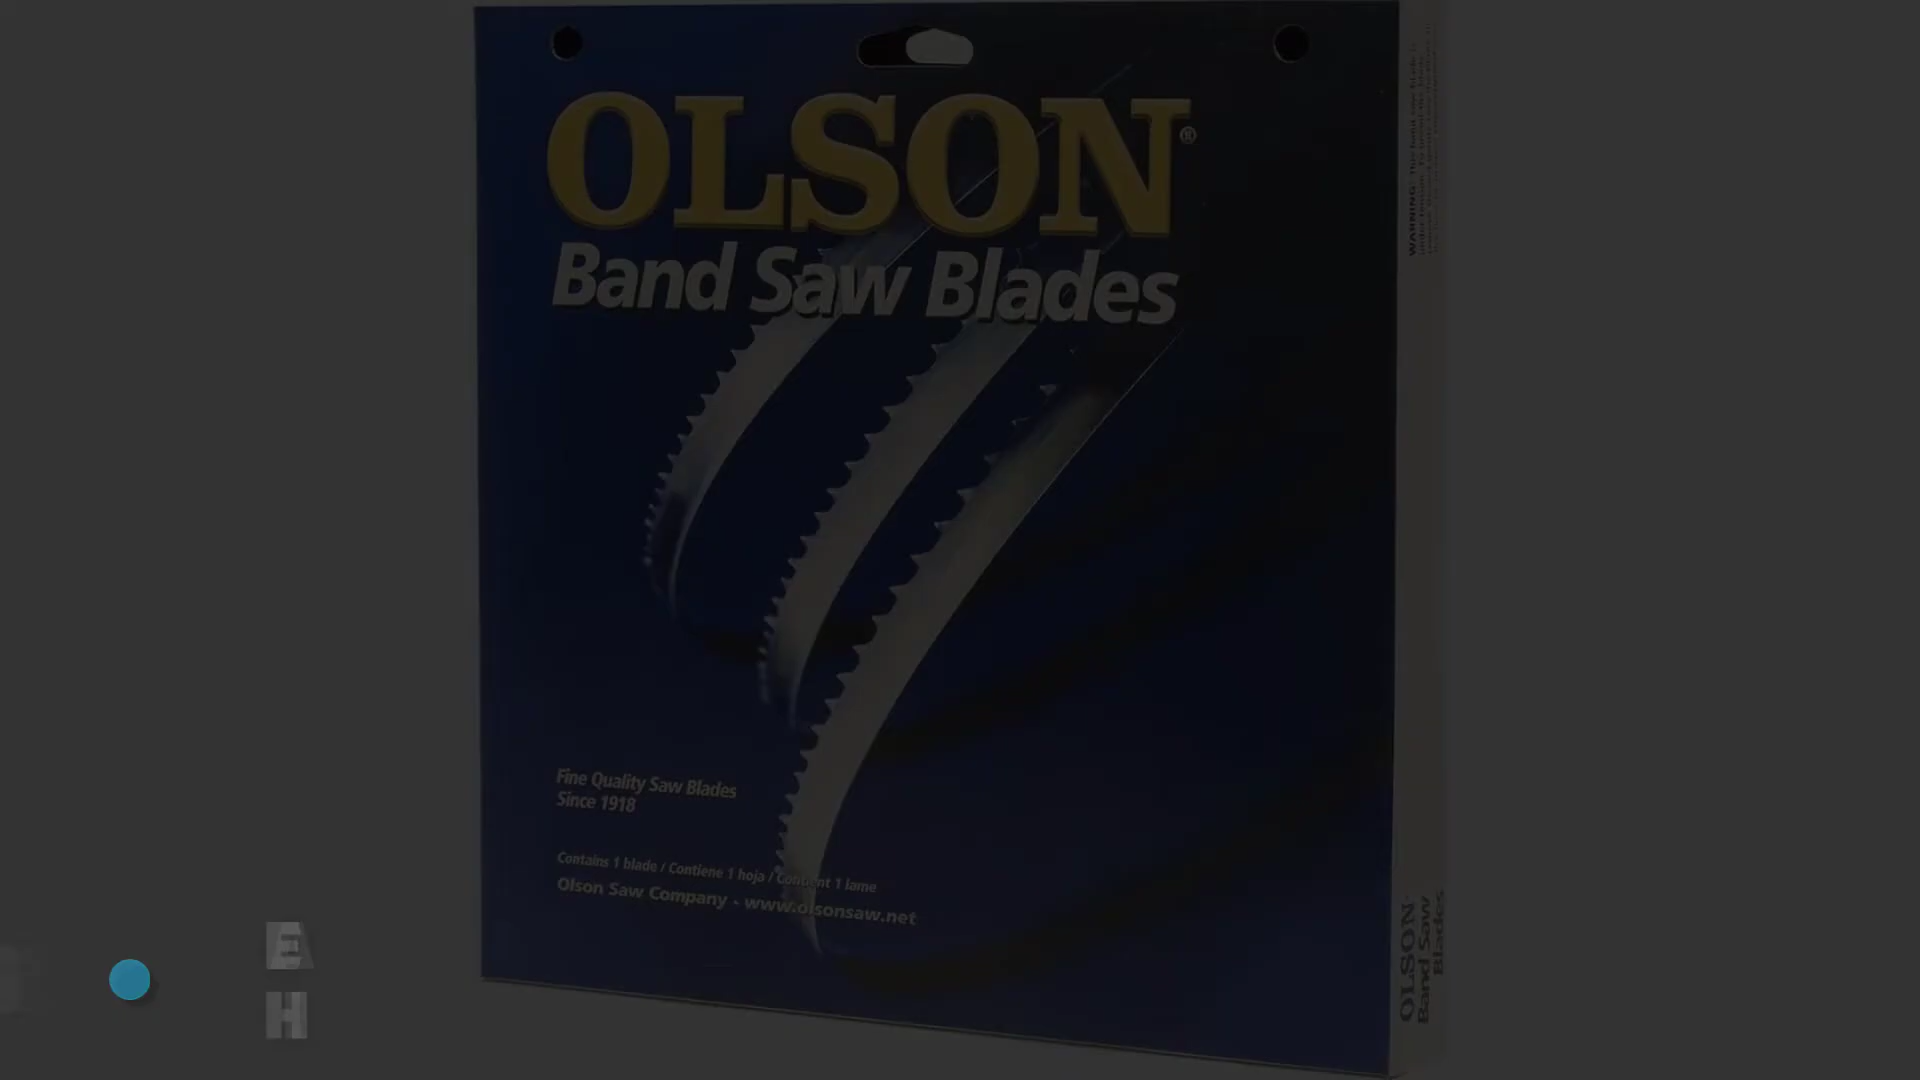 OLSON®
Band Saw Blades
Fine Quality Saw Blades
Since 1918
Contains 1 blade / Contiene 1 hoja / Contient 1 lame
Olson Saw Company - www.olsonsaw.net
WARNING:
OLSON
Band Saw
Blades
H